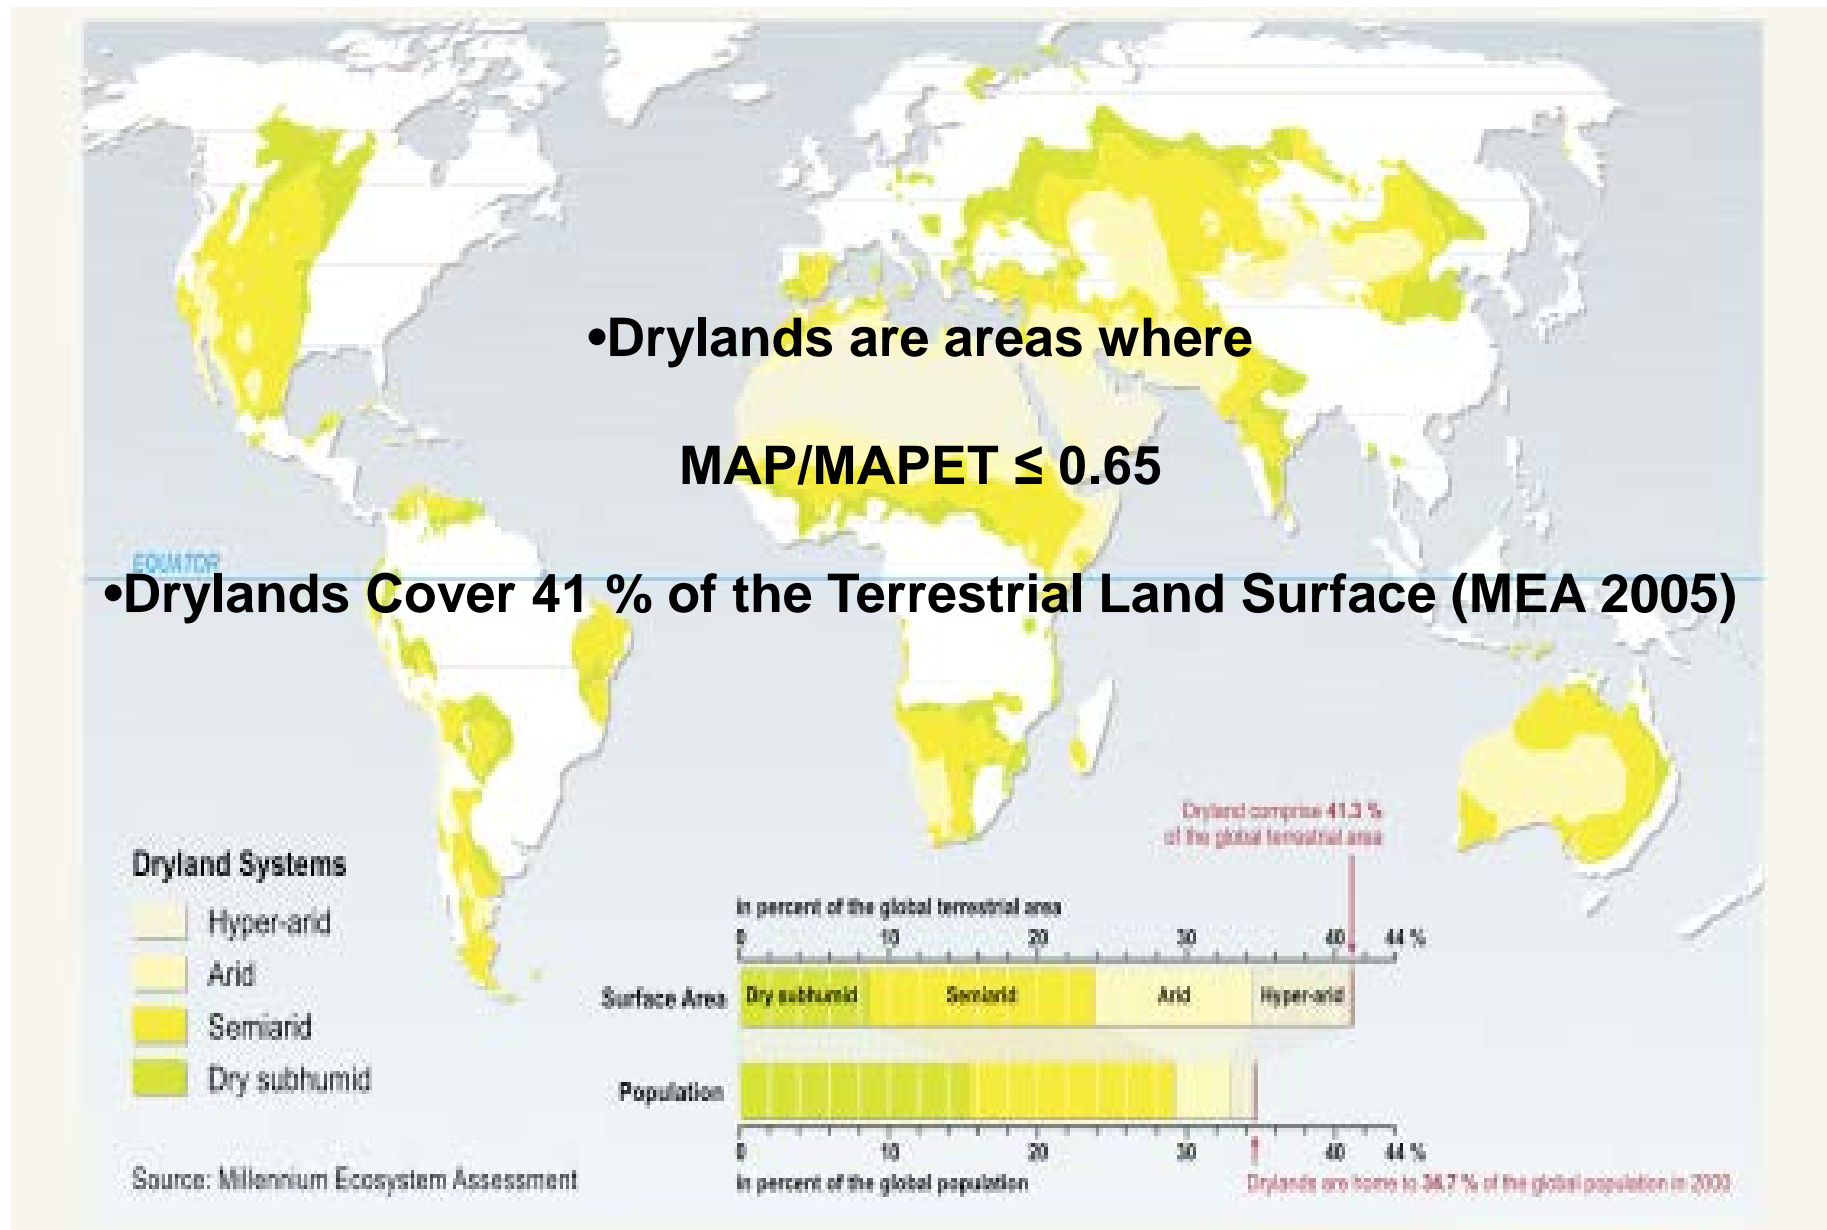 •Drylands are areas where
MAP/MAPET ≤ 0.65
EQUATOR
•Drylands Cover 41 % of the Terrestrial Land Surface (MEA 2005)
Dryland comprise 41.3 %
of the global terrestrial area
Dryland Systems
Hyper-arid
Arid
Semiarid
Dry subhumid
Source: Millennium Ecosystem Assessment
in percent of the global terrestrial area
0 10 20 30 40 44 %
Surface Area Dry subhumid Semiarid Arid Hyper-arid
Population
0 10 20 30 40 44 %
in percent of the global population
Drylands are home to 34.7 % of the global population in 2000